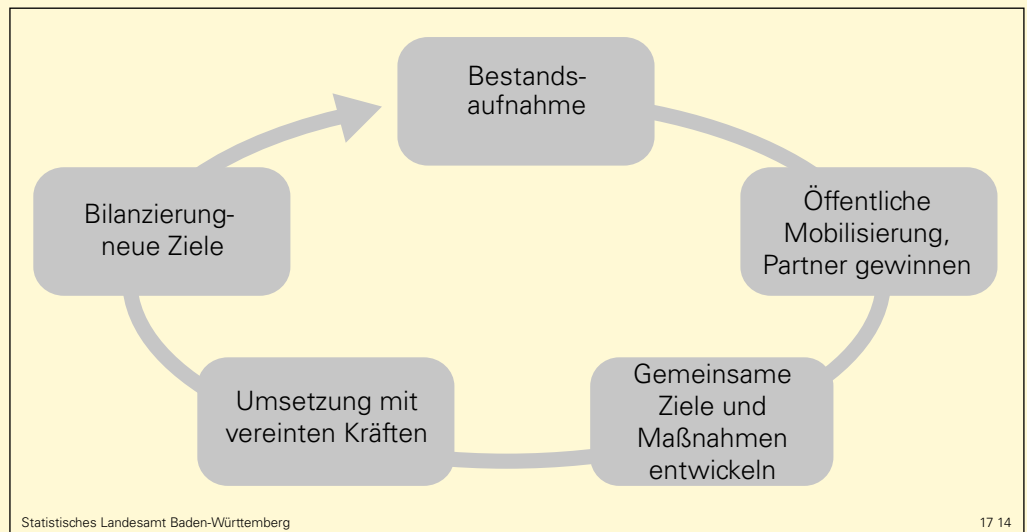 Bestands-
aufnahme
Öffentliche
Mobilisierung,
Partner gewinnen
Gemeinsame
Ziele und
Maßnahmen
entwickeln
Umsetzung mit
vereinten Kräften
Bilanzierung-
neue Ziele
Statistisches Landesamt Baden-Württemberg
17 14